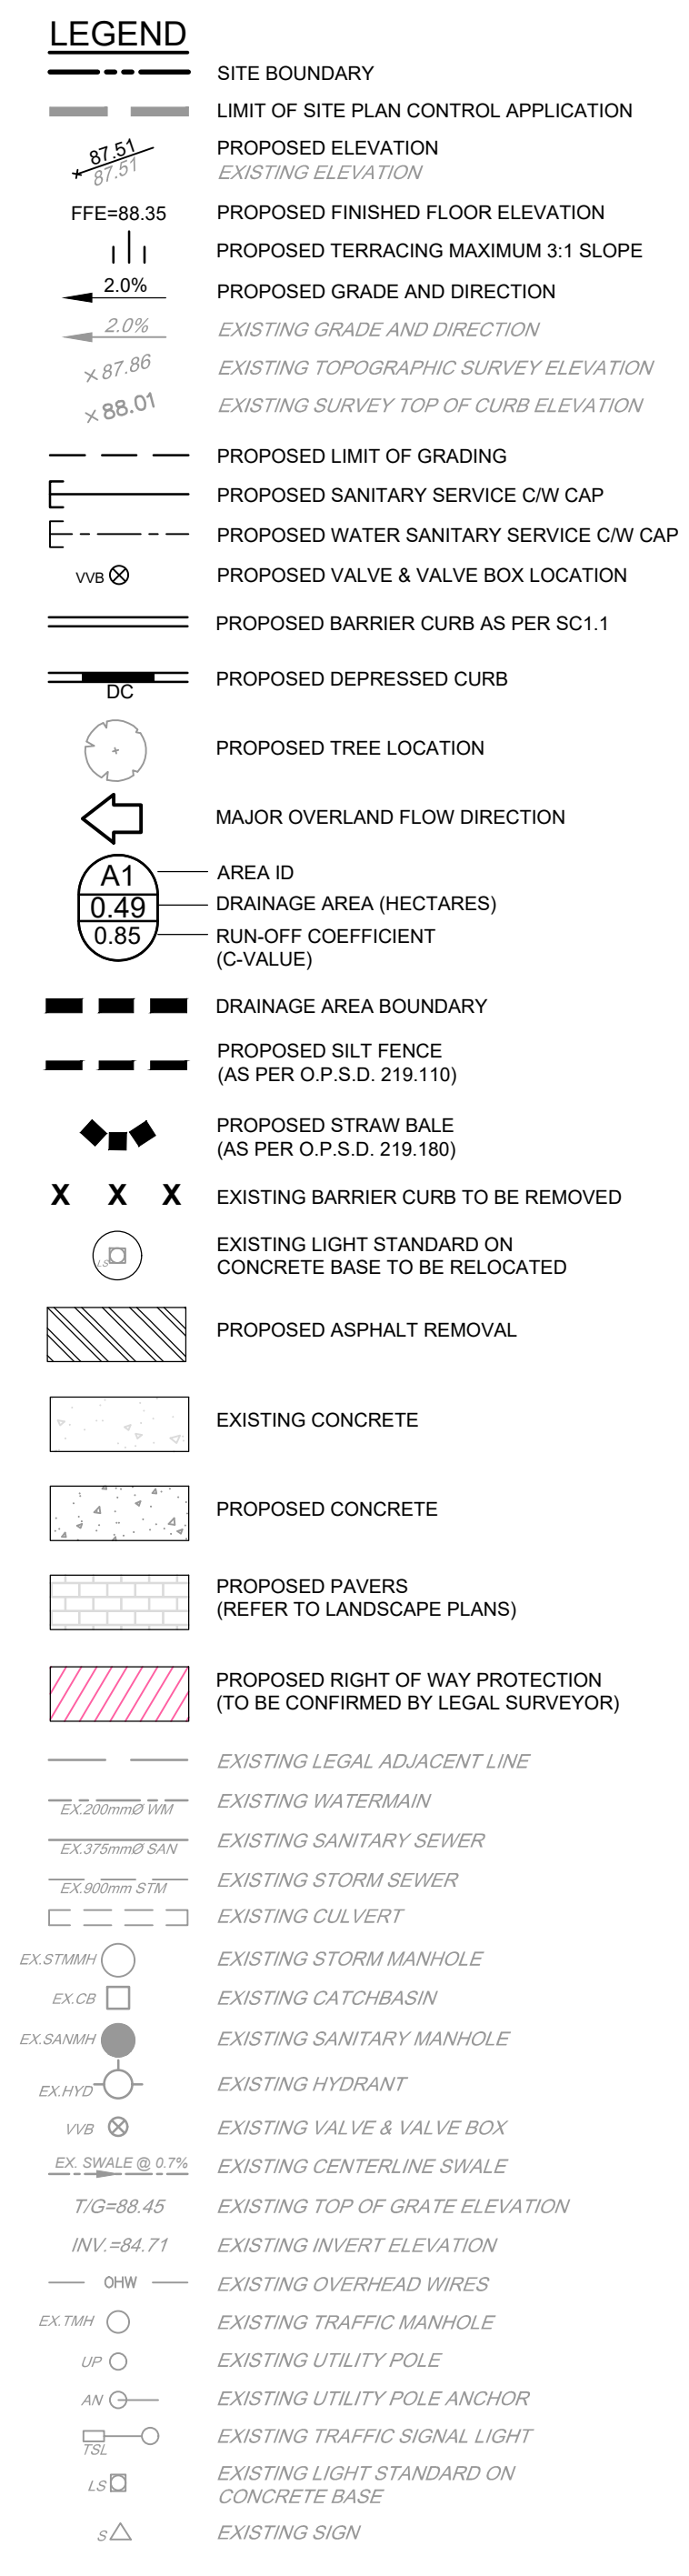 LEGEND
SITE BOUNDARY
LIMIT OF SITE PLAN CONTROL APPLICATION
87.51 PROPOSED ELEVATION
87.51 EXISTING ELEVATION
FFE=88.35 PROPOSED FINISHED FLOOR ELEVATION
PROPOSED TERRACING MAXIMUM 3:1 SLOPE
2.0% PROPOSED GRADE AND DIRECTION
2.0% EXISTING GRADE AND DIRECTION
87.86 EXISTING TOPOGRAPHIC SURVEY ELEVATION
88.01 EXISTING SURVEY TOP OF CURB ELEVATION
PROPOSED LIMIT OF GRADING
PROPOSED SANITARY SERVICE C/W CAP
PROPOSED WATER SANITARY SERVICE C/W CAP
VVB PROPOSED VALVE & VALVE BOX LOCATION
PROPOSED BARRIER CURB AS PER SC1.1
PROPOSED DEPRESSED CURB
DC
PROPOSED TREE LOCATION
MAJOR OVERLAND FLOW DIRECTION
A1 AREA ID
0.49 DRAINAGE AREA (HECTARES)
0.85 RUN-OFF COEFFICIENT
(C-VALUE)
DRAINAGE AREA BOUNDARY
PROPOSED SILT FENCE
(AS PER O.P.S.D. 219.110)
PROPOSED STRAW BALE
(AS PER O.P.S.D. 219.180)
X X X EXISTING BARRIER CURB TO BE REMOVED
EXISTING LIGHT STANDARD ON
LS CONCRETE BASE TO BE RELOCATED
PROPOSED ASPHALT REMOVAL
EXISTING CONCRETE
PROPOSED CONCRETE
PROPOSED PAVERS
(REFER TO LANDSCAPE PLANS)
PROPOSED RIGHT OF WAY PROTECTION
(TO BE CONFIRMED BY LEGAL SURVEYOR)
EXISTING LEGAL ADJACENT LINE
EX.200mmØ WM EXISTING WATERMAIN
EX.375mmØ SAN EXISTING SANITARY SEWER
EX.900mm STM EXISTING STORM SEWER
EXISTING CULVERT
EX.STMMH EXISTING STORM MANHOLE
EX.CB EXISTING CATCHBASIN
EX.SANMH EXISTING SANITARY MANHOLE
EX.HYD EXISTING HYDRANT
VVB EXISTING VALVE & VALVE BOX
EX. SWALE @ 0.7% EXISTING CENTERLINE SWALE
T/G=88.45 EXISTING TOP OF GRATE ELEVATION
INV.=84.71 EXISTING INVERT ELEVATION
OHW EXISTING OVERHEAD WIRES
EX.TMH EXISTING TRAFFIC MANHOLE
UP EXISTING UTILITY POLE
AN EXISTING UTILITY POLE ANCHOR
TSL EXISTING TRAFFIC SIGNAL LIGHT
LS EXISTING LIGHT STANDARD ON
CONCRETE BASE
S EXISTING SIGN